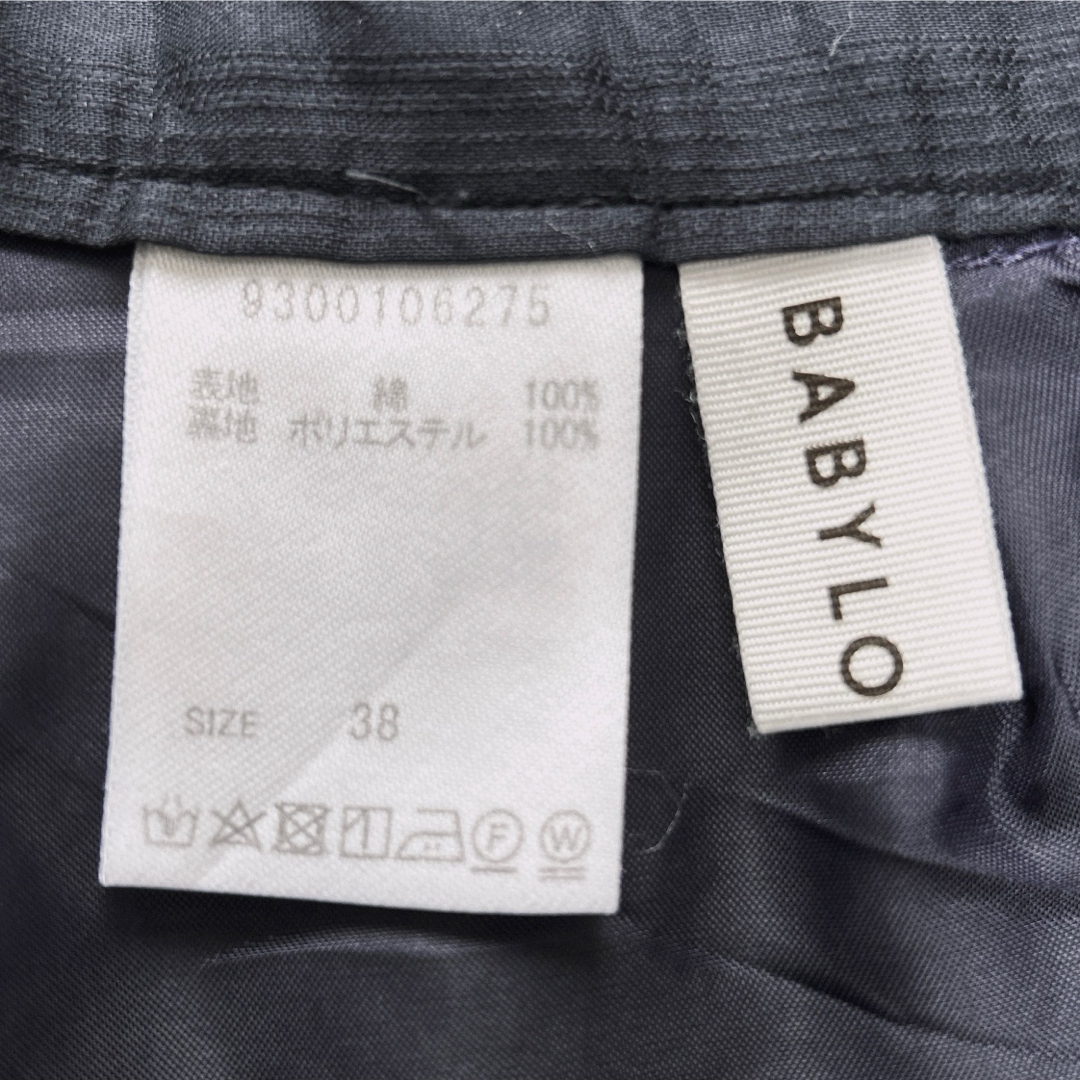 9300106275
表地 綿 100%
裏地 ポリエステル 100%
SIZE 38
F W
BABYLO